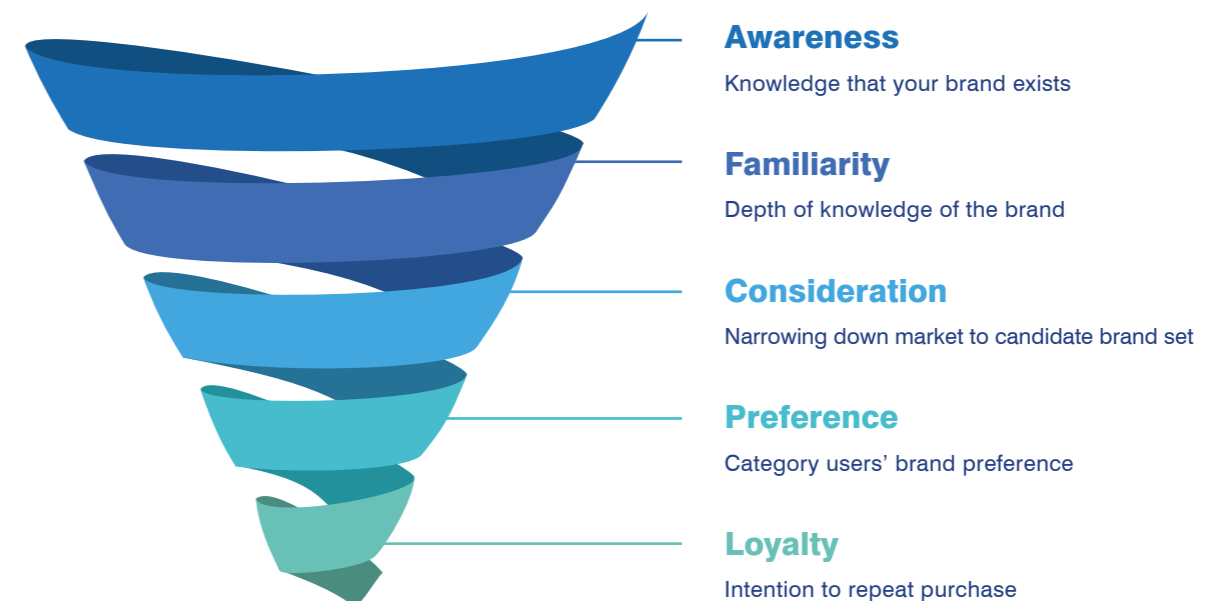 Awareness
Knowledge that your brand exists
Familiarity
Depth of knowledge of the brand
Consideration
Narrowing down market to candidate brand set
Preference
Category users’ brand preference
Loyalty
Intention to repeat purchase